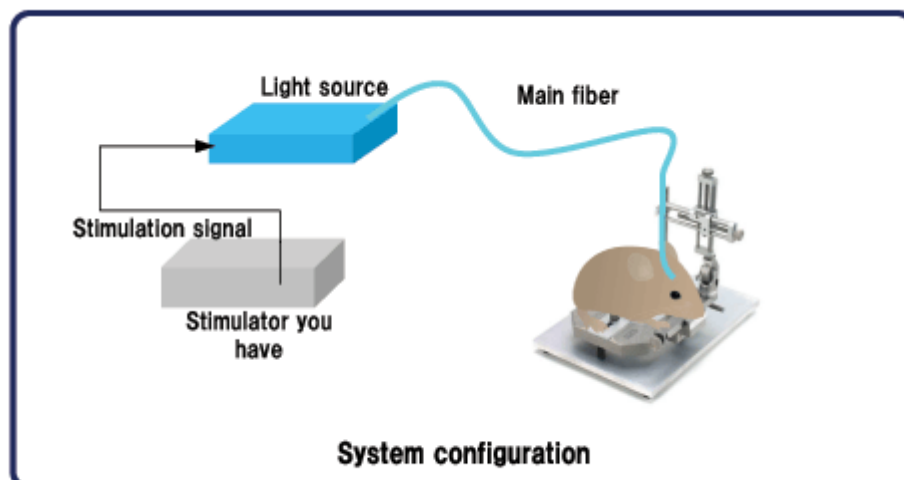 Light source
Main fiber
Stimulation signal
Stimulator you
have
System configuration